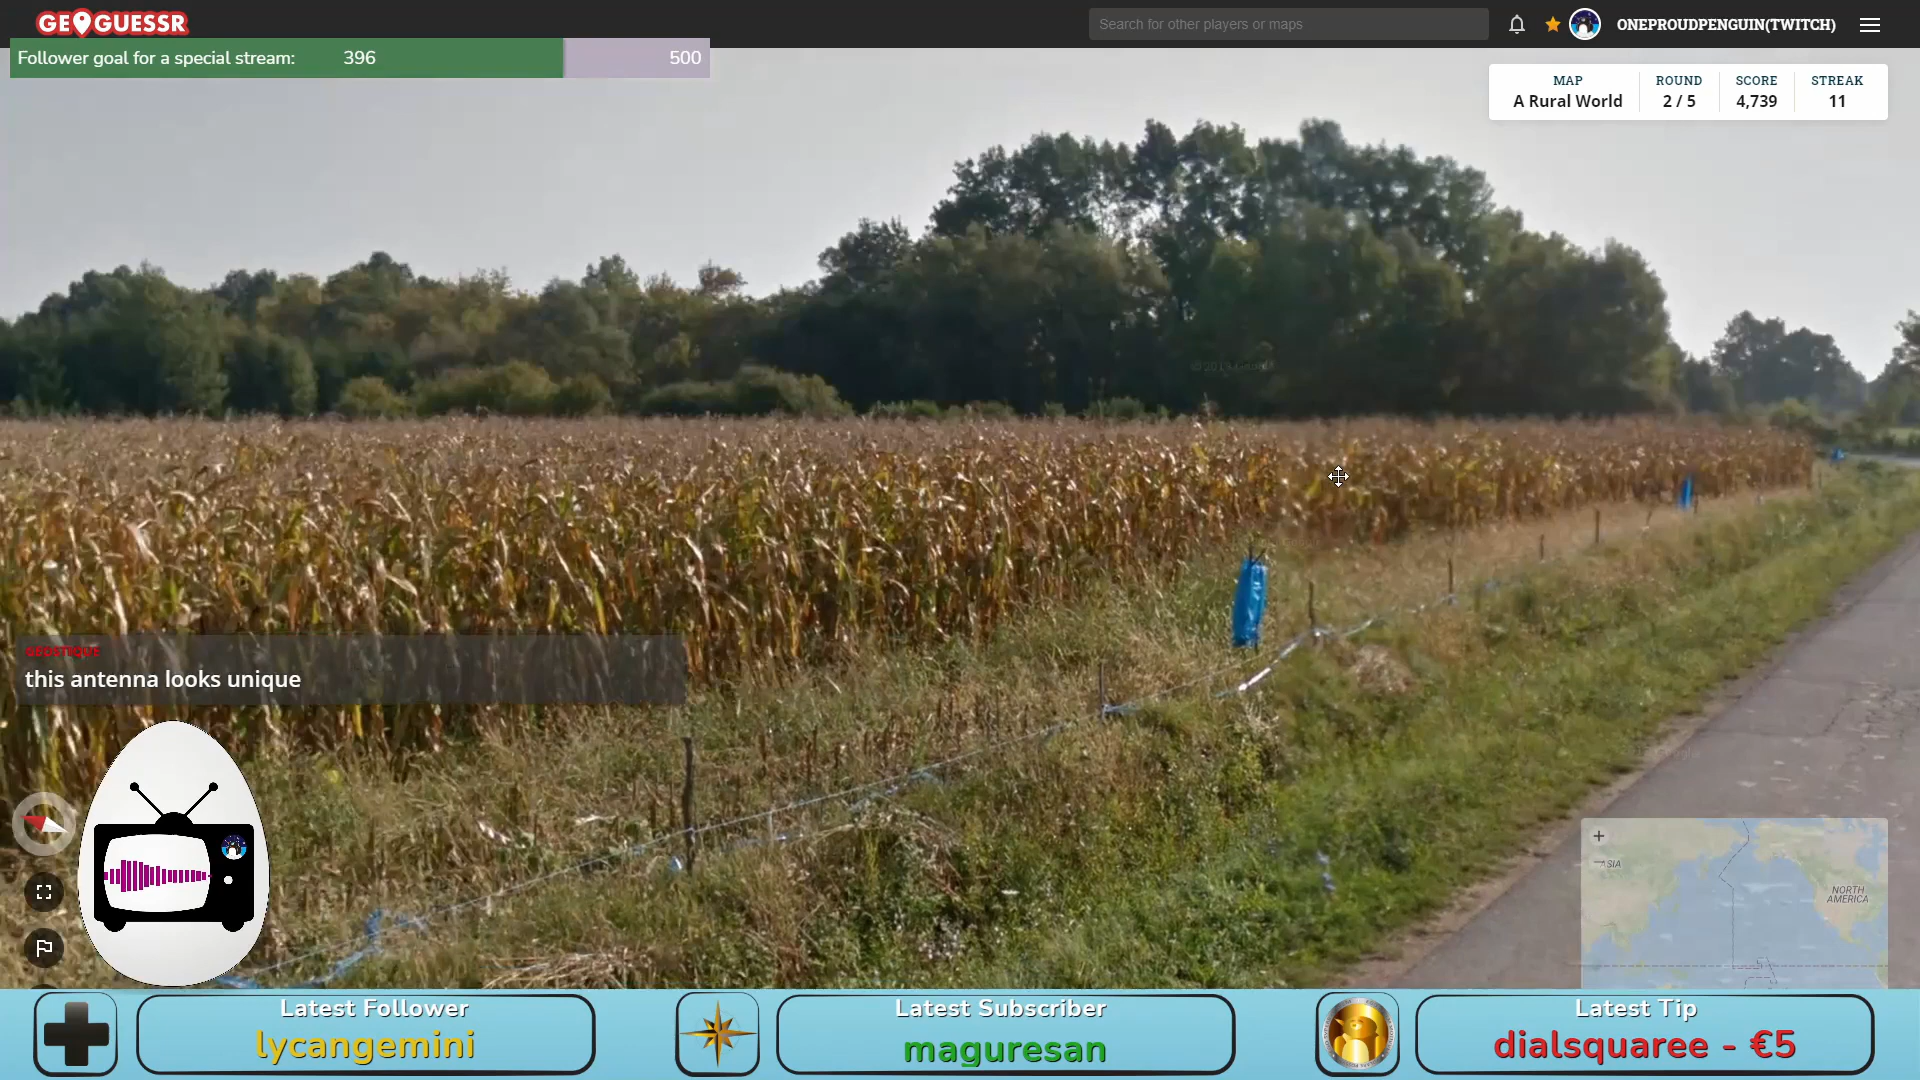 GEOGUESSR
Search for other players or maps
ONEPROUDPENGUIN(TWITCH)
Follower goal for a special stream: 396 500
MAP ROUND SCORE STREAK
A Rural World 2 / 5 4,739 11
GEOSTIQUE
this antenna looks unique
ASIA
NORTH
AMERICA
Latest Follower
lycangemini
Latest Subscriber
maguresan
Latest Tip
dialsquaree - €5